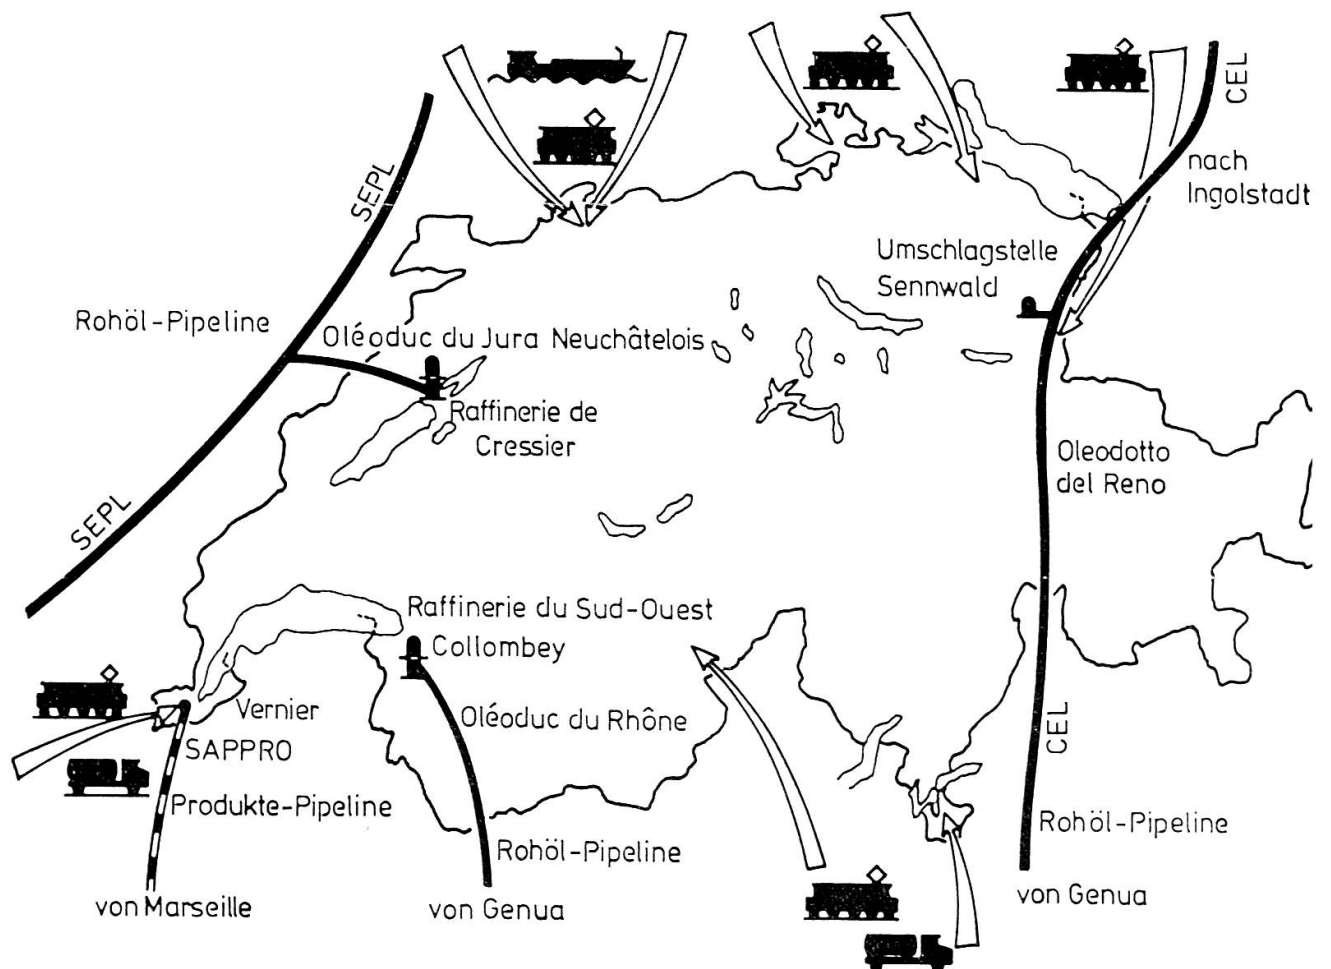 CEL
nach
Ingolstadt
SEPL
Umschlagstelle
Sennwald
Rohöl-Pipeline
Oléoduc du Jura Neuchâtelois
Raffinerie de
Cressier
Oleodotto
del Reno
SEPL
Raffinerie du Sud-Ouest
Collombey
Vernier
Oléoduc du Rhône
CEL
SAPPRO
Produkte-Pipeline
Rohöl-Pipeline
Rohöl-Pipeline
von Marseille
von Genua
von Genua